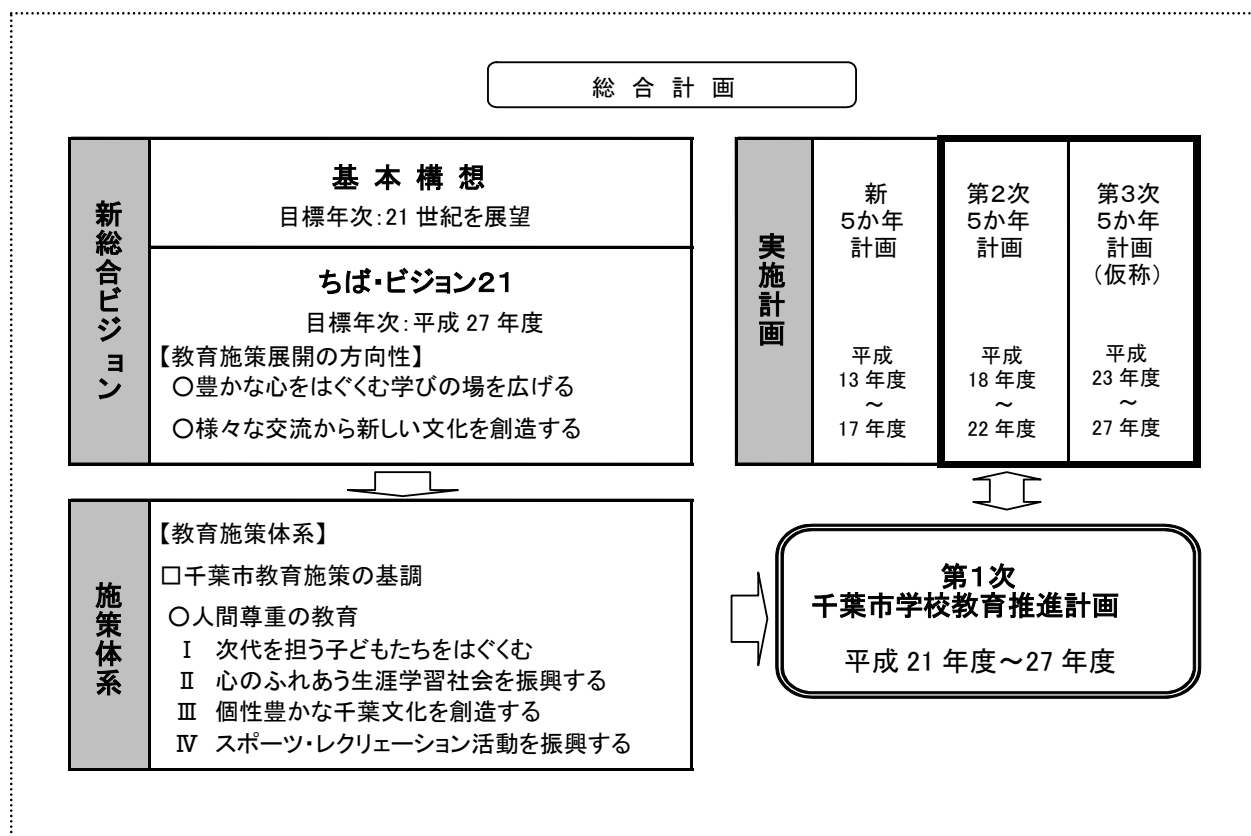 総合計画
新総合ビジョン
基本構想
目標年次：21世紀を展望
ちば・ビジョン21
目標年次：平成27年度
【教育施策展開の方向性】
○豊かな心をはぐくむ学びの場を広げる
○様々な交流から新しい文化を創造する
実施計画
新
5か年
計画
平成
13年度
～
17年度
第2次
5か年
計画
平成
18年度
～
22年度
第3次
5か年
計画
（仮称）
平成
23年度
～
27年度
施策体系
【教育施策体系】
□千葉市教育施策の基調
○人間尊重の教育
Ⅰ 次代を担う子どもたちをはぐくむ
Ⅱ 心のふれあう生涯学習社会を振興する
Ⅲ 個性豊かな千葉文化を創造する
Ⅳ スポーツ・レクリェーション活動を振興する
第1次
千葉市学校教育推進計画
平成21年度～27年度